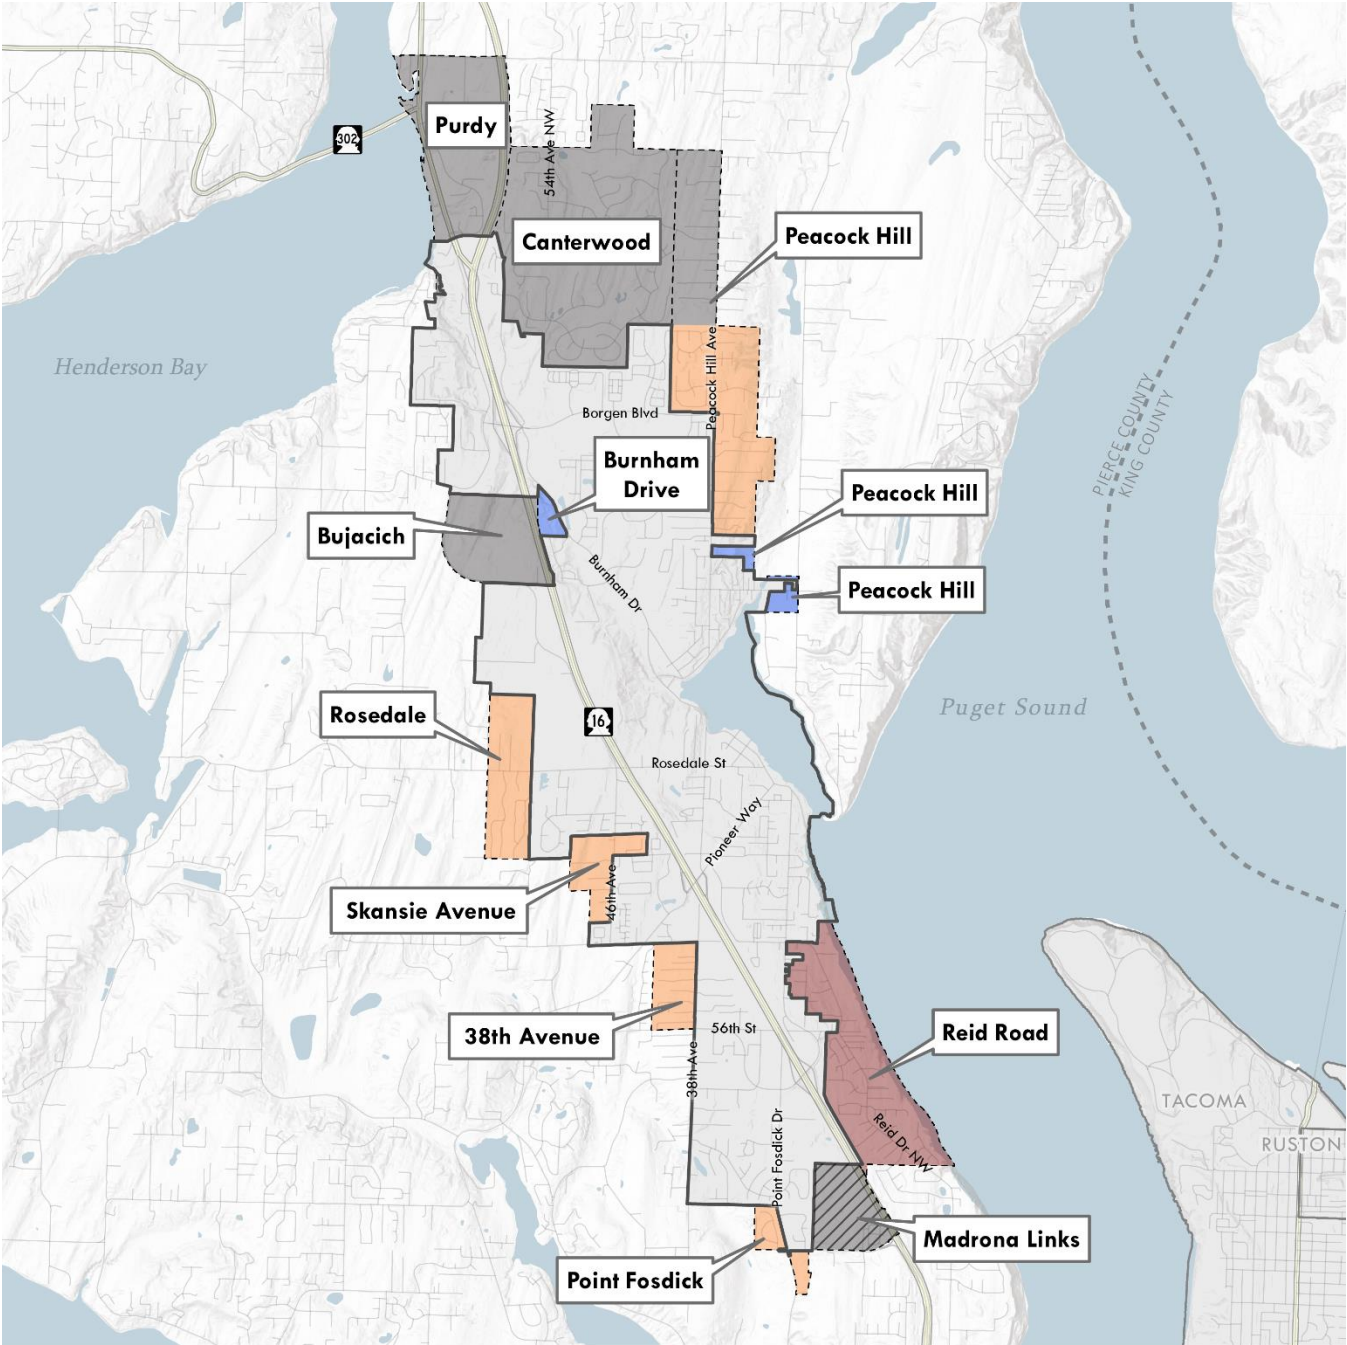 Purdy
302
54th Ave NW
Canterwood
Peacock Hill
Henderson Bay
Peacock Hill Ave
Borgen Blvd
PIERCE COUNTY
KING COUNTY
Burnham
Drive
Peacock Hill
Bujacich
Burnham Dr
Peacock Hill
Rosedale
16
Puget Sound
Rosedale St
Pioneer Way
Skansie Avenue
46th Ave
38th Avenue
56th St
Reid Road
38th Ave
TACOMA
Point Fosdick Dr
Reid Dr NW
RUSTON
Madrona Links
Point Fosdick